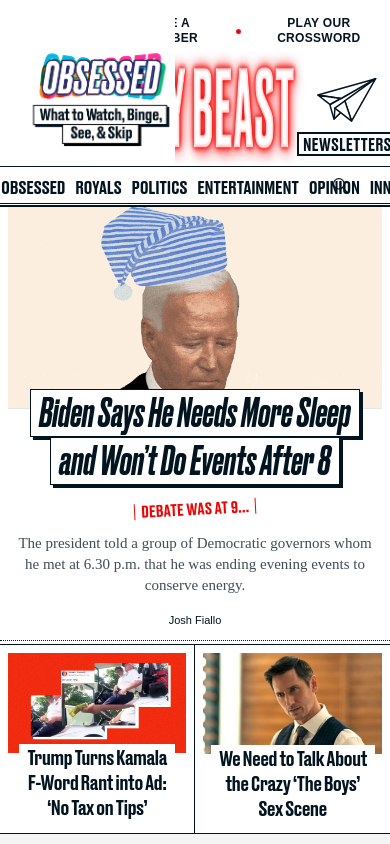 E A
BER
PLAY OUR
CROSSWORD
OBSESSED
What to Watch, Binge,
See, & Skip
Y BEAST
NEWSLETTERS
OBSESSED ROYALS POLITICS ENTERTAINMENT OPINION INN
Biden Says He Needs More Sleep
and Won't Do Events After 8
DEBATE WAS AT 9...
The president told a group of Democratic governors whom
he met at 6.30 p.m. that he was ending evening events to
conserve energy.
Josh Fiallo
Trump Turns Kamala
F-Word Rant into Ad:
‘No Tax on Tips’
We Need to Talk About
the Crazy ‘The Boys’
Sex Scene